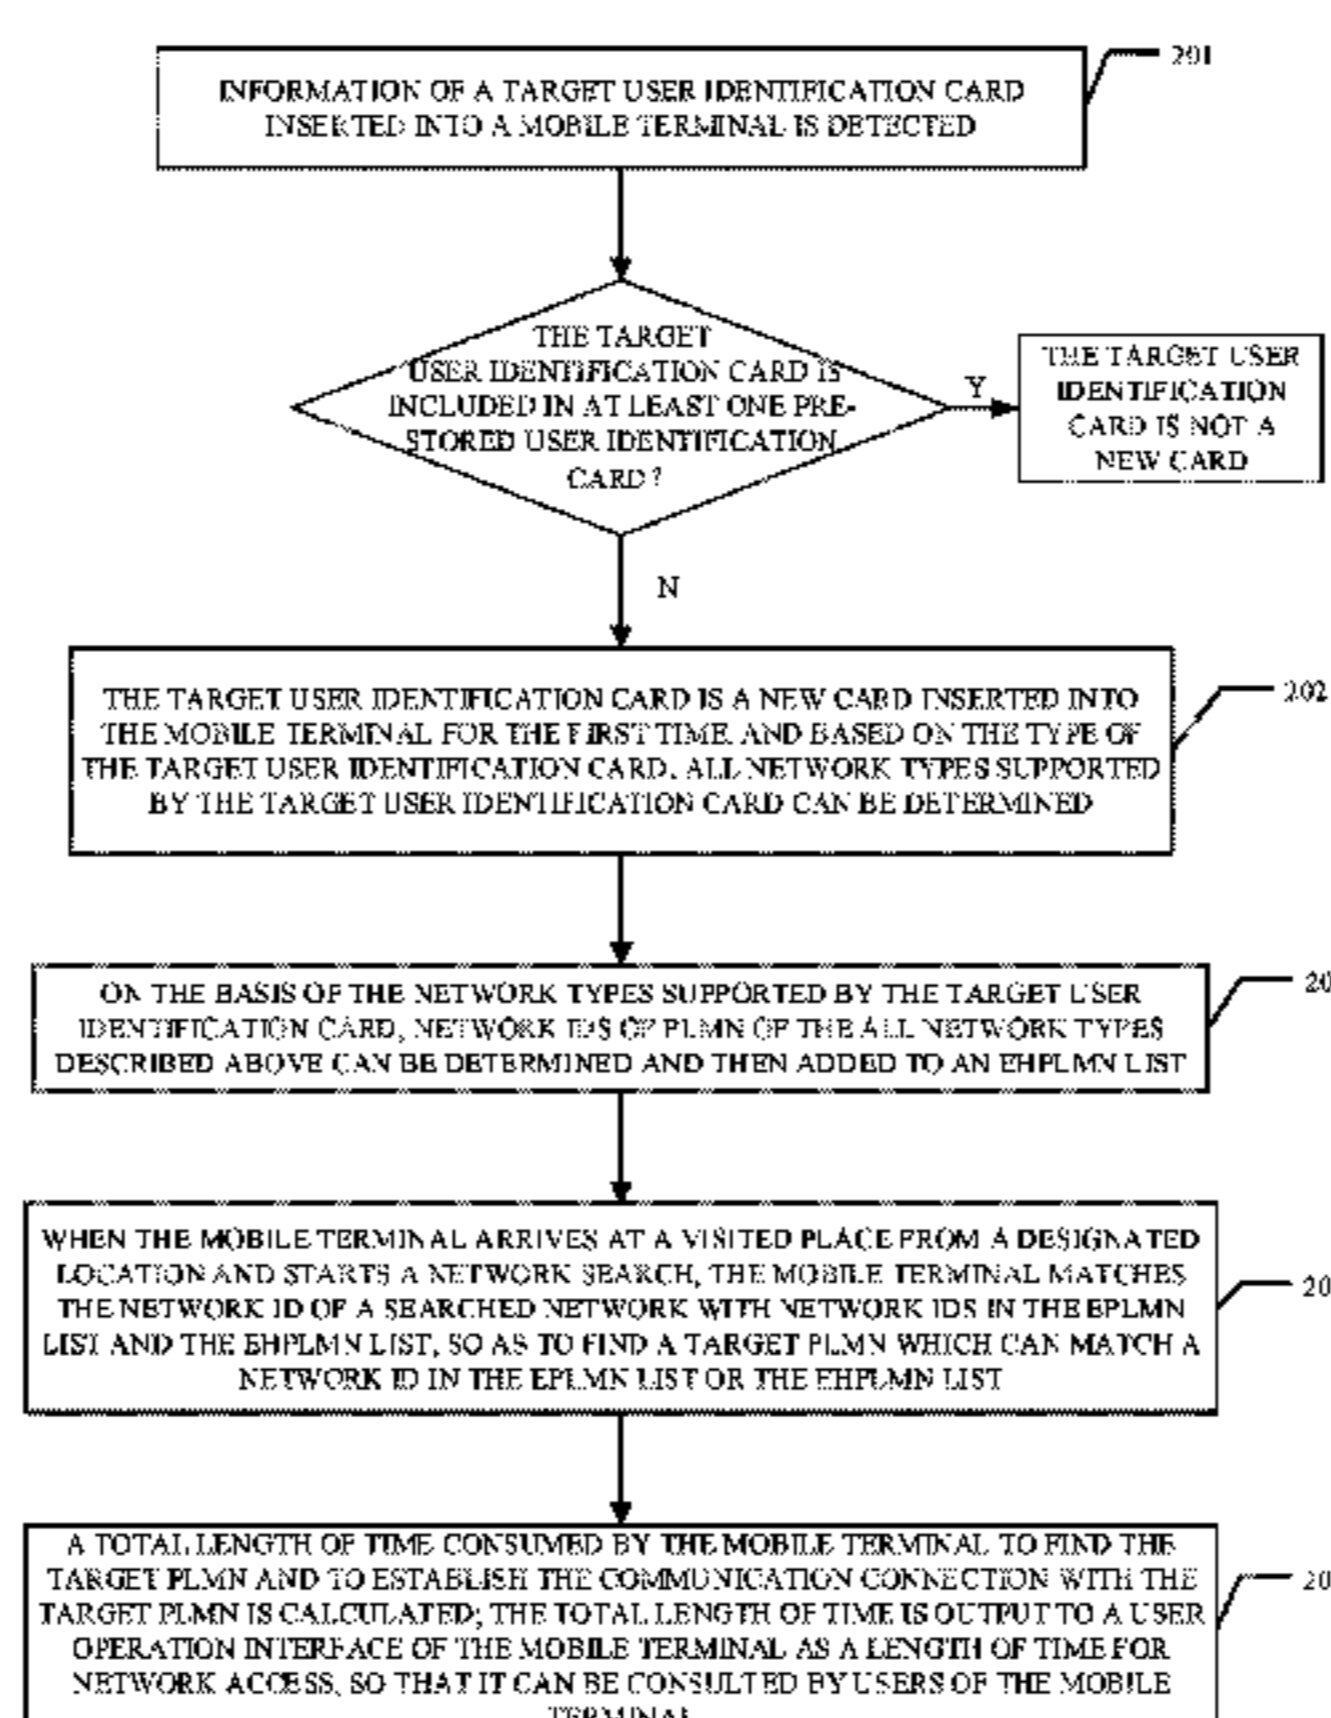 201
INFORMATION OF A TARGET USER IDENTIFICATION CARD
INSERTED INTO A MOBILE TERMINAL IS DETECTED
THE TARGET
USER IDENTIFICATION CARD IS
INCLUDED IN AT LEAST ONE PRE-
STORED USER IDENTIFICATION
CARD?
Y
THE TARGET USER
IDENTIFICATION
CARD IS NOT A
NEW CARD
N
202
THE TARGET USER IDENTIFICATION CARD IS A NEW CARD INSERTED INTO
THE MOBILE TERMINAL FOR THE FIRST TIME, AND BASED ON THE TYPE OF
THE TARGET USER IDENTIFICATION CARD, ALL NETWORK TYPES SUPPORTED
BY THE TARGET USER IDENTIFICATION CARD CAN BE DETERMINED
20
ON THE BASIS OF THE NETWORK TYPES SUPPORTED BY THE TARGET USER
IDENTIFICATION CARD, NETWORK IDS OF PLMN OF THE ALL NETWORK TYPES
DESCRIBED ABOVE CAN BE DETERMINED AND THEN ADDED TO AN EHPLMN LIST
WHEN THE MOBILE TERMINAL ARRIVES AT A VISITED PLACE FROM A DESIGNATED
LOCATION AND STARTS A NETWORK SEARCH, THE MOBILE TERMINAL MATCHES
THE NETWORK ID OF A SEARCHED NETWORK WITH NETWORK IDS IN THE EPLMN
LIST AND THE EHPLMN LIST, SO AS TO FIND A TARGET PLMN WHICH CAN MATCH A
NETWORK ID IN THE EPLMN LIST OR THE EHPLMN LIST
20
A TOTAL LENGTH OF TIME CONSUMED BY THE MOBILE TERMINAL TO FIND THE
TARGET PLMN AND TO ESTABLISH THE COMMUNICATION CONNECTION WITH THE
TARGET PLMN IS CALCULATED; THE TOTAL LENGTH OF TIME IS OUTPUT TO A USER
OPERATION INTERFACE OF THE MOBILE TERMINAL AS A LENGTH OF TIME FOR
NETWORK ACCESS, SO THAT IT CAN BE CONSULTED BY USERS OF THE MOBILE
TERMINAL
20